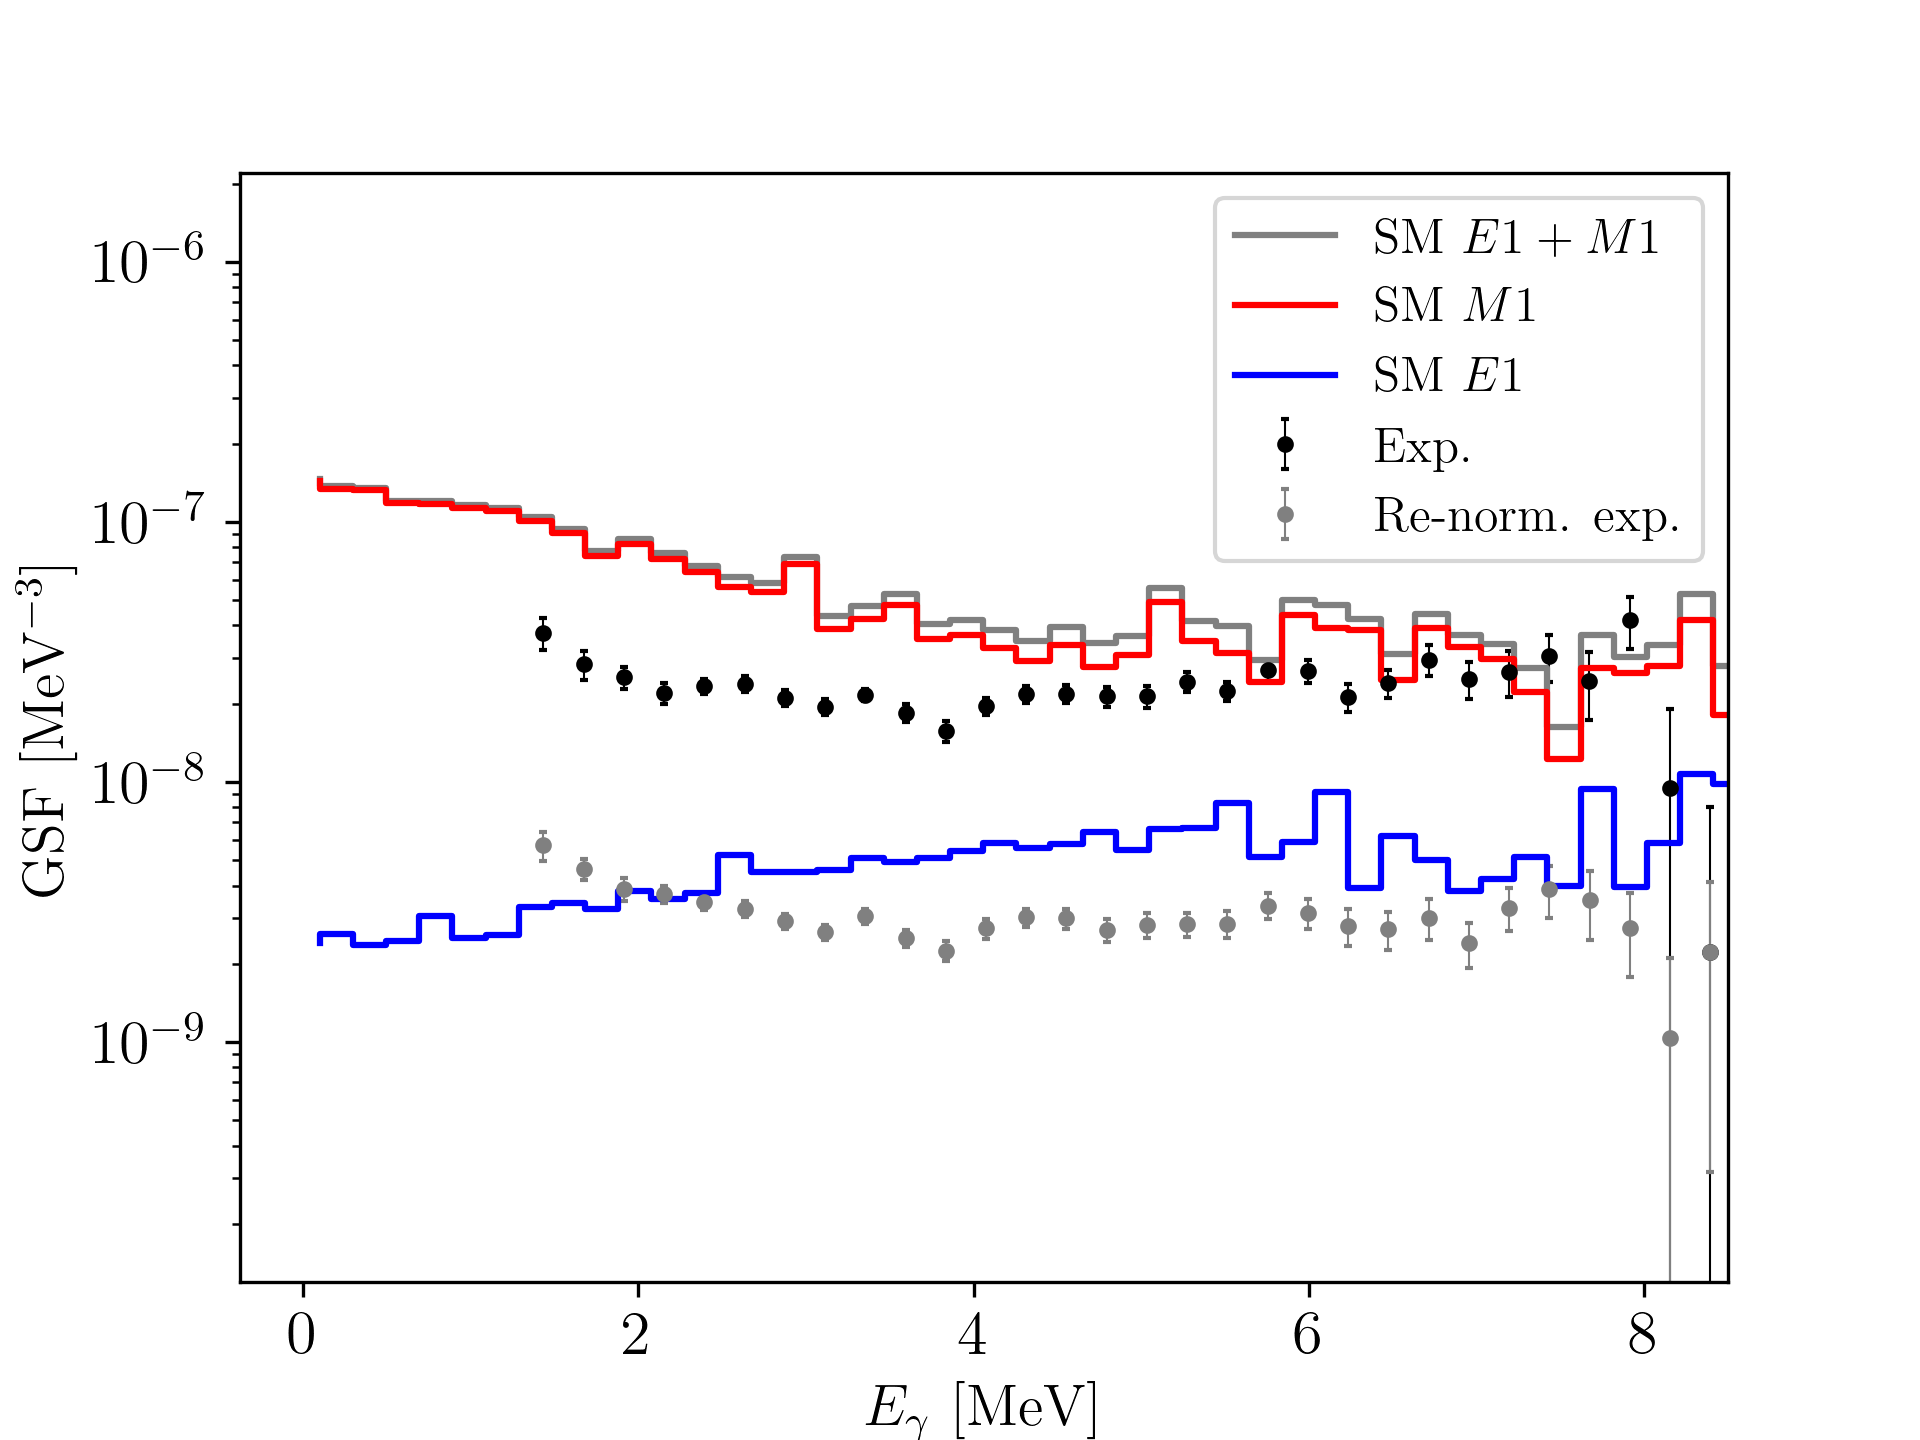 SM E1 + M1
SM M1
SM E1
Exp.
Re-norm. exp.
10⁻⁶
10⁻⁷
10⁻⁸
10⁻⁹
GSF [MeV⁻³]
0 2 4 6 8
Eᵧ [MeV]